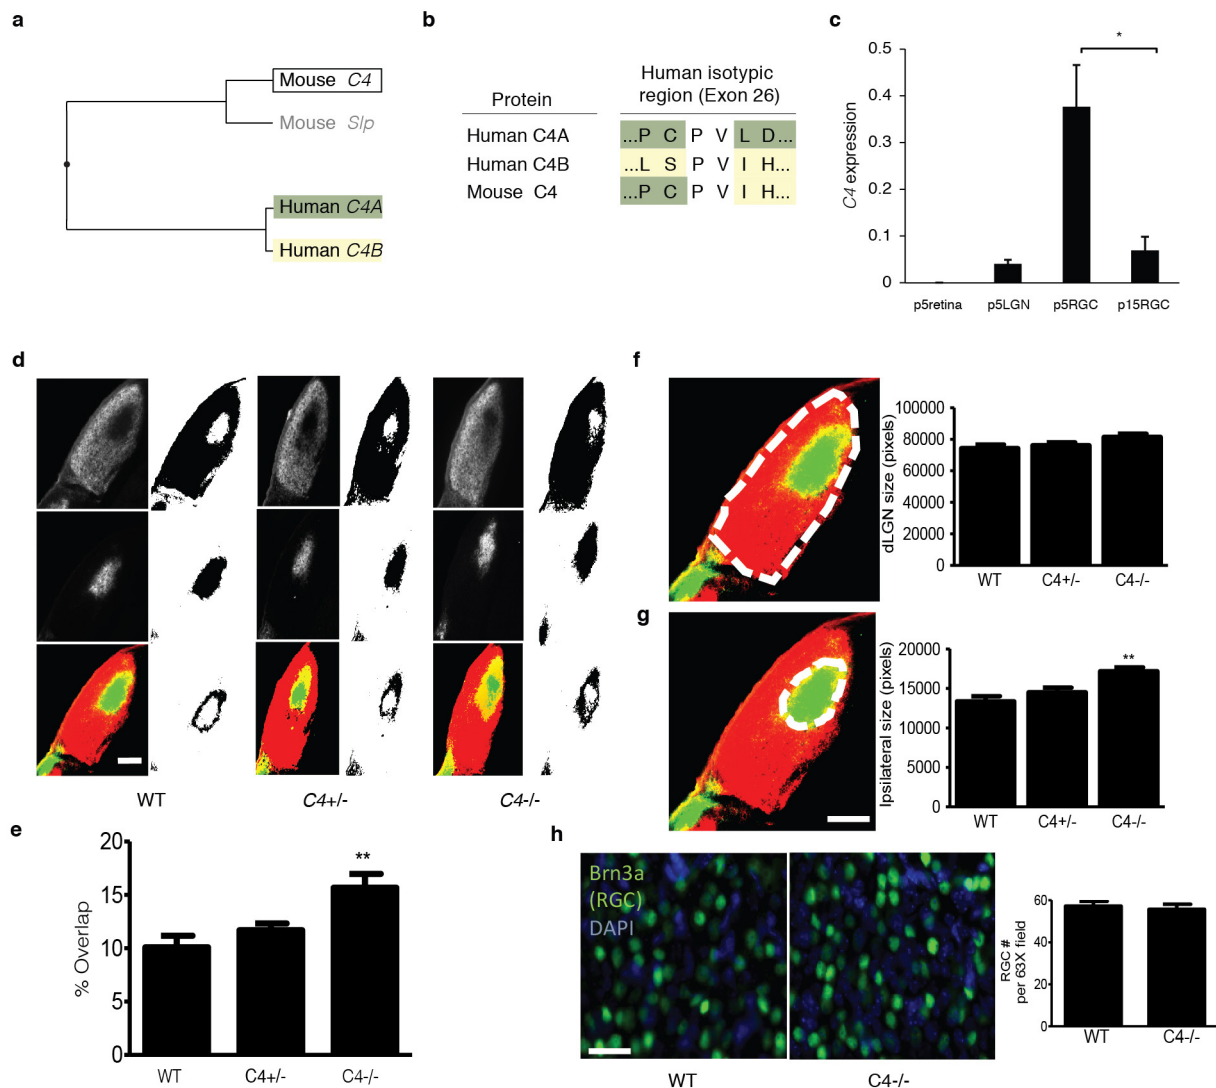 a
Mouse C4
Mouse Slp
Human C4A
Human C4B
b
Protein
Human isotypic
region (Exon 26)
Human C4A ...P C P V L D...
Human C4B ...L S P V I H...
Mouse C4 ...P C P V I H...
c
C4 expression
0.5
0.4
0.3
0.2
0.1
0
*
p5retina p5LGN p5RGC p15RGC
d
WT C4+/- C4-/-
e
% Overlap
20
15
10
5
0
**
WT C4+/- C4-/-
f
dLGN size (pixels)
100000
80000
60000
40000
20000
0
WT C4+/- C4-/-
g
Ipsilateral size (pixels)
20000
15000
10000
5000
0
**
WT C4+/- C4-/-
h
Brn3a
(RGC)
DAPI
WT C4-/-
RGC #
per 63X field
60
40
20
0
WT C4-/-